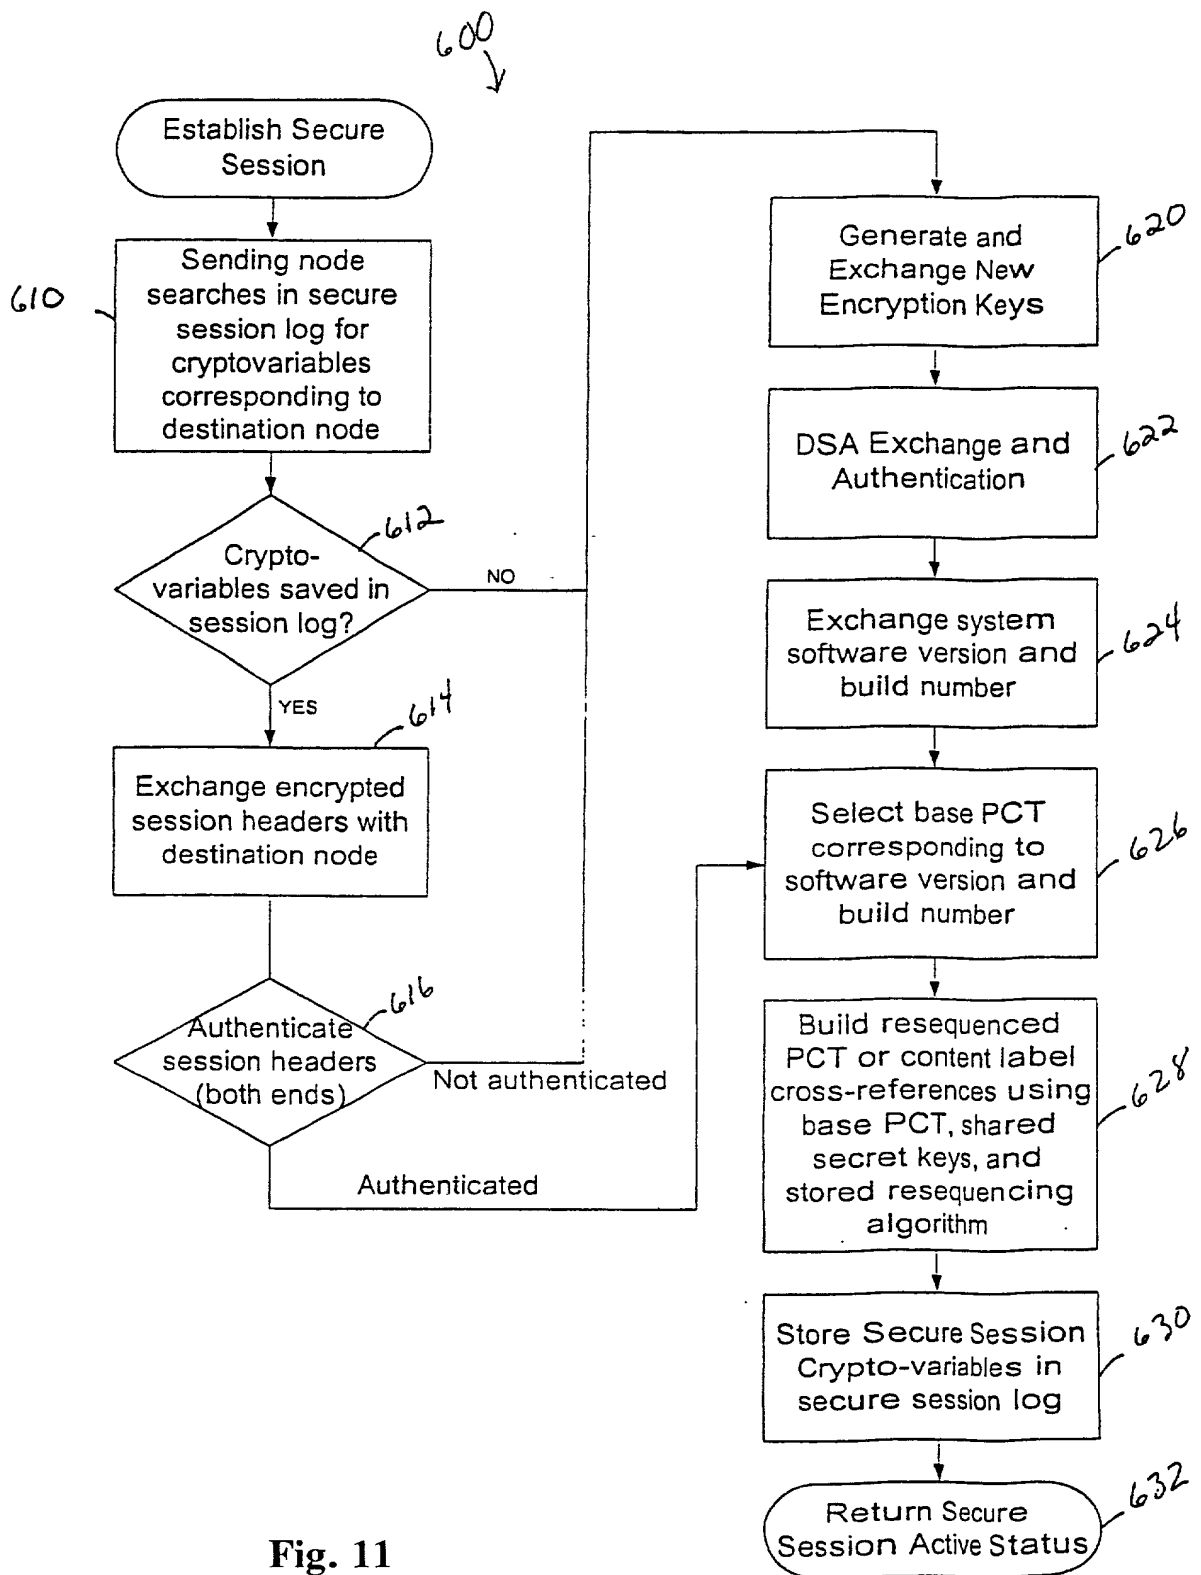 600
Establish Secure
Session
610
Sending node
searches in secure
session log for
cryptovariables
corresponding to
destination node
612
Crypto-
variables saved in
session log?
NO
YES
614
Exchange encrypted
session headers with
destination node
616
Authenticate
session headers
(both ends)
Not authenticated
Authenticated
620
Generate and
Exchange New
Encryption Keys
622
DSA Exchange and
Authentication
624
Exchange system
software version and
build number
626
Select base PCT
corresponding to
software version and
build number
628
Build resequenced
PCT or content label
cross-references using
base PCT, shared
secret keys, and
stored resequencing
algorithm
630
Store Secure Session
Crypto-variables in
secure session log
632
Return Secure
Session Active Status
Fig. 11